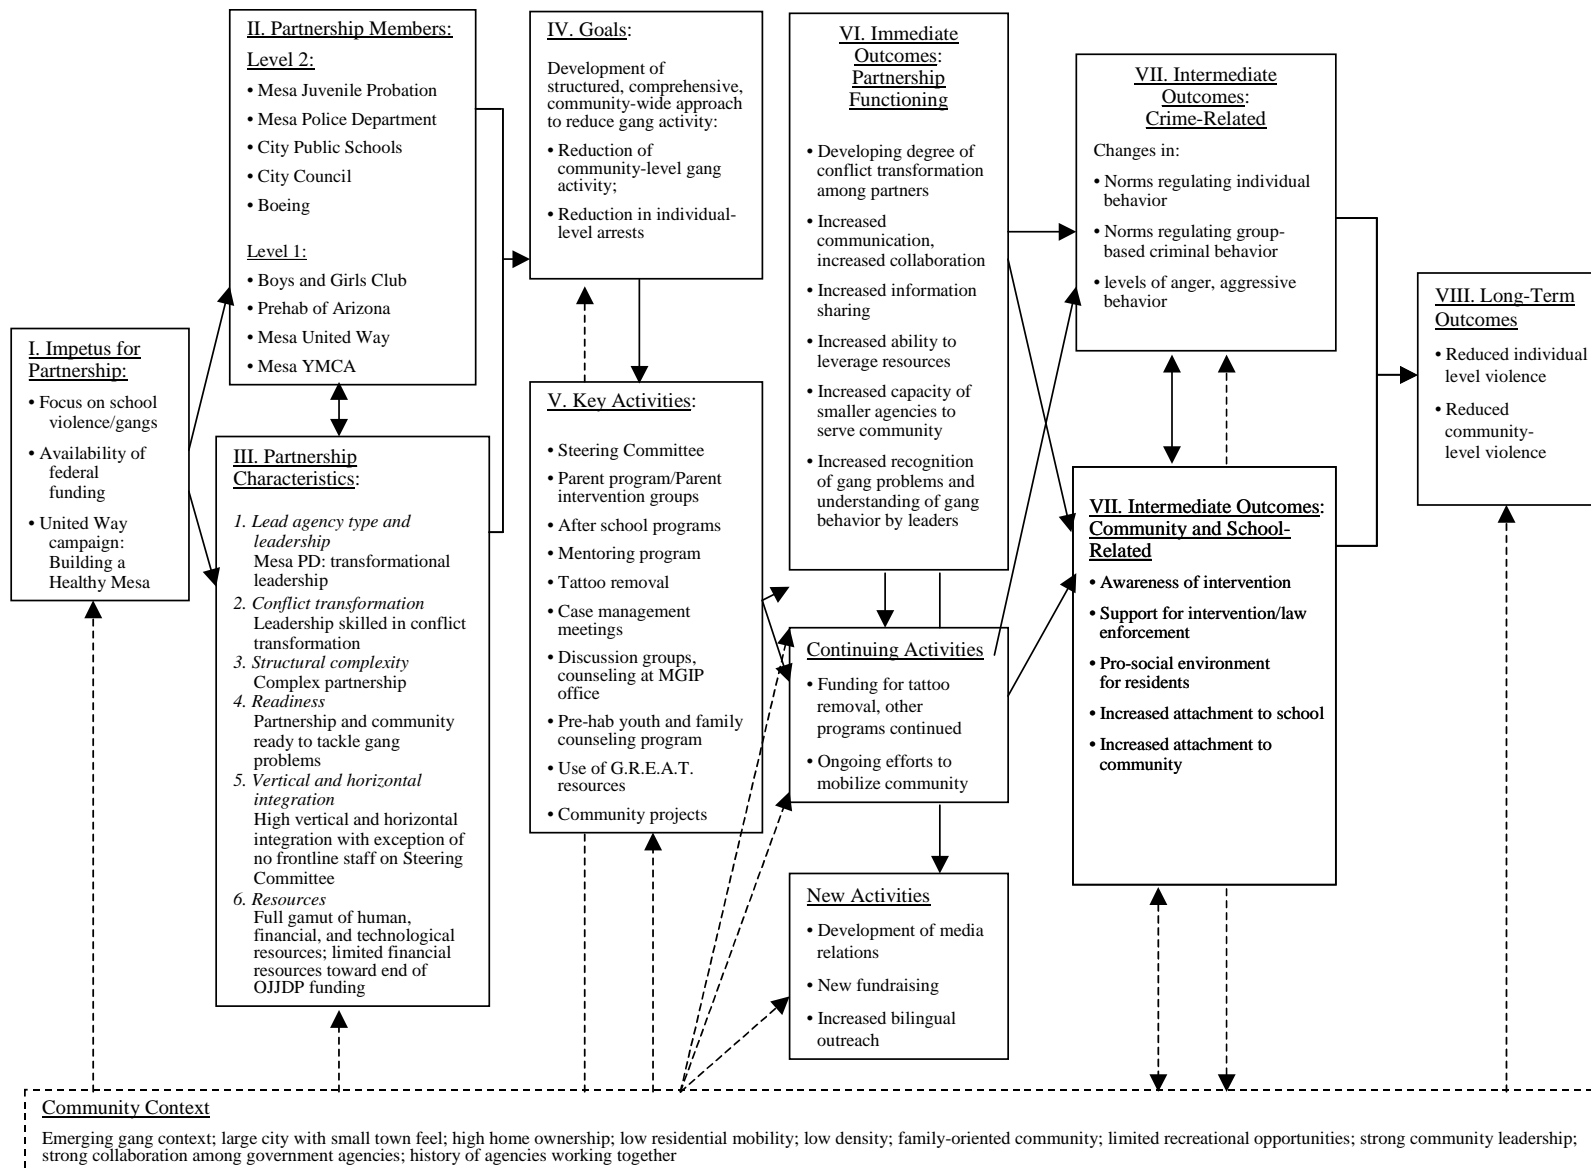 I. Impetus for
Partnership:
• Focus on school
violence/gangs
• Availability of
federal
funding
• United Way
campaign:
Building a
Healthy Mesa
II. Partnership Members:
Level 2:
• Mesa Juvenile Probation
• Mesa Police Department
• City Public Schools
• City Council
• Boeing
Level 1:
• Boys and Girls Club
• Prehab of Arizona
• Mesa United Way
• Mesa YMCA
III. Partnership
Characteristics:
1. Lead agency type and
leadership
Mesa PD: transformational
leadership
2. Conflict transformation
Leadership skilled in conflict
transformation
3. Structural complexity
Complex partnership
4. Readiness
Partnership and community
ready to tackle gang
problems
5. Vertical and horizontal
integration
High vertical and horizontal
integration with exception of
no frontline staff on Steering
Committee
6. Resources
Full gamut of human,
financial, and technological
resources; limited financial
resources toward end of
OJJDP funding
IV. Goals:
Development of
structured, comprehensive,
community-wide approach
to reduce gang activity:
• Reduction of
community-level gang
activity;
• Reduction in individual-
level arrests
V. Key Activities:
• Steering Committee
• Parent program/Parent
intervention groups
• After school programs
• Mentoring program
• Tattoo removal
• Case management
meetings
• Discussion groups,
counseling at MGIP
office
• Pre-hab youth and family
counseling program
• Use of G.R.E.A.T.
resources
• Community projects
VI. Immediate
Outcomes:
Partnership
Functioning
• Developing degree of
conflict transformation
among partners
• Increased
communication,
increased collaboration
• Increased information
sharing
• Increased ability to
leverage resources
• Increased capacity of
smaller agencies to
serve community
• Increased recognition
of gang problems and
understanding of gang
behavior by leaders
Continuing Activities
• Funding for tattoo
removal, other
programs continued
• Ongoing efforts to
mobilize community
New Activities
• Development of media
relations
• New fundraising
• Increased bilingual
outreach
VII. Intermediate
Outcomes:
Crime-Related
Changes in:
• Norms regulating individual
behavior
• Norms regulating group-
based criminal behavior
• levels of anger, aggressive
behavior
VII. Intermediate Outcomes:
Community and School-
Related
• Awareness of intervention
• Support for intervention/law
enforcement
• Pro-social environment
for residents
• Increased attachment to school
• Increased attachment to
community
VIII. Long-Term
Outcomes
• Reduced individual
level violence
• Reduced
community-
level violence
Community Context
Emerging gang context; large city with small town feel; high home ownership; low residential mobility; low density; family-oriented community; limited recreational opportunities; strong community leadership;
strong collaboration among government agencies; history of agencies working together